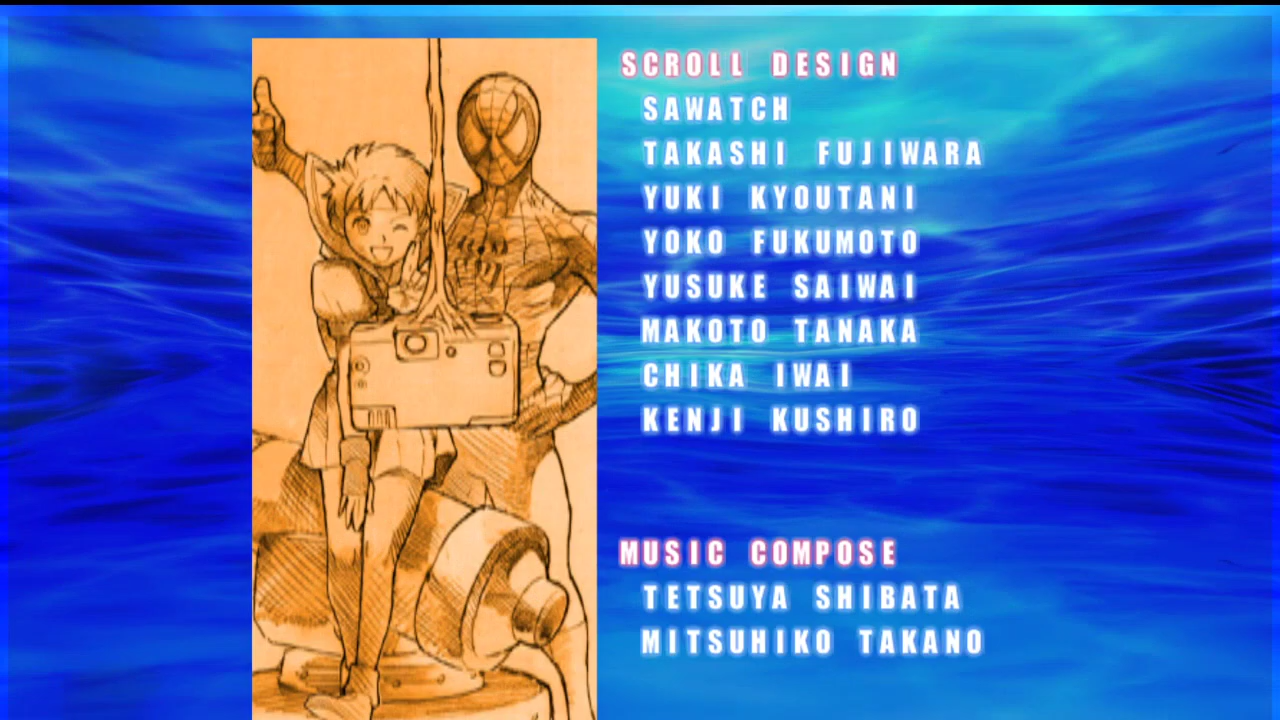 SCROLL DESIGN
SAWATCH
TAKASHI FUJIWARA
YUKI KYOUTANI
YOKO FUKUMOTO
YUSUKE SAIWAI
MAKOTO TANAKA
CHIKA IWAI
KENJI KUSHIRO
MUSIC COMPOSE
TETSUYA SHIBATA
MITSUHIKO TAKANO